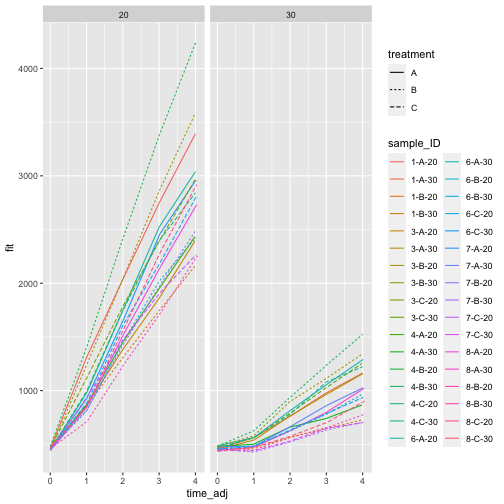 20 30
4000
3000
2000
1000
fit
0 1 2 3 4 0 1 2 3 4
time_adj
treatment
A
B
C
sample_ID
1-A-20 6-A-30
1-A-30 6-B-20
1-B-20 6-B-30
1-B-30 6-C-20
3-A-20 6-C-30
3-A-30 7-A-20
3-B-20 7-A-30
3-B-30 7-B-20
3-C-20 7-B-30
3-C-30 7-C-20
4-A-20 7-C-30
4-A-30 8-A-20
4-B-20 8-A-30
4-B-30 8-B-20
4-C-20 8-B-30
4-C-30 8-C-20
6-A-20 8-C-30